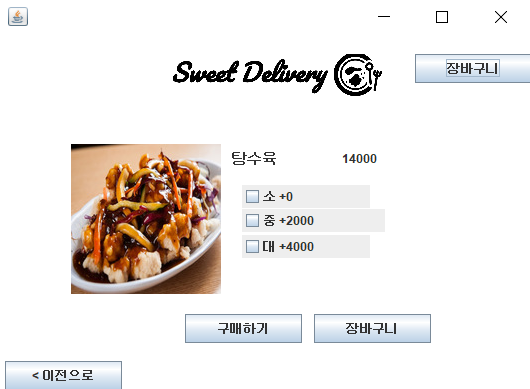 Sweet Delivery
장바구니
탕수육 14000
소 +0
중 +2000
대 +4000
구매하기 장바구니
< 이전으로